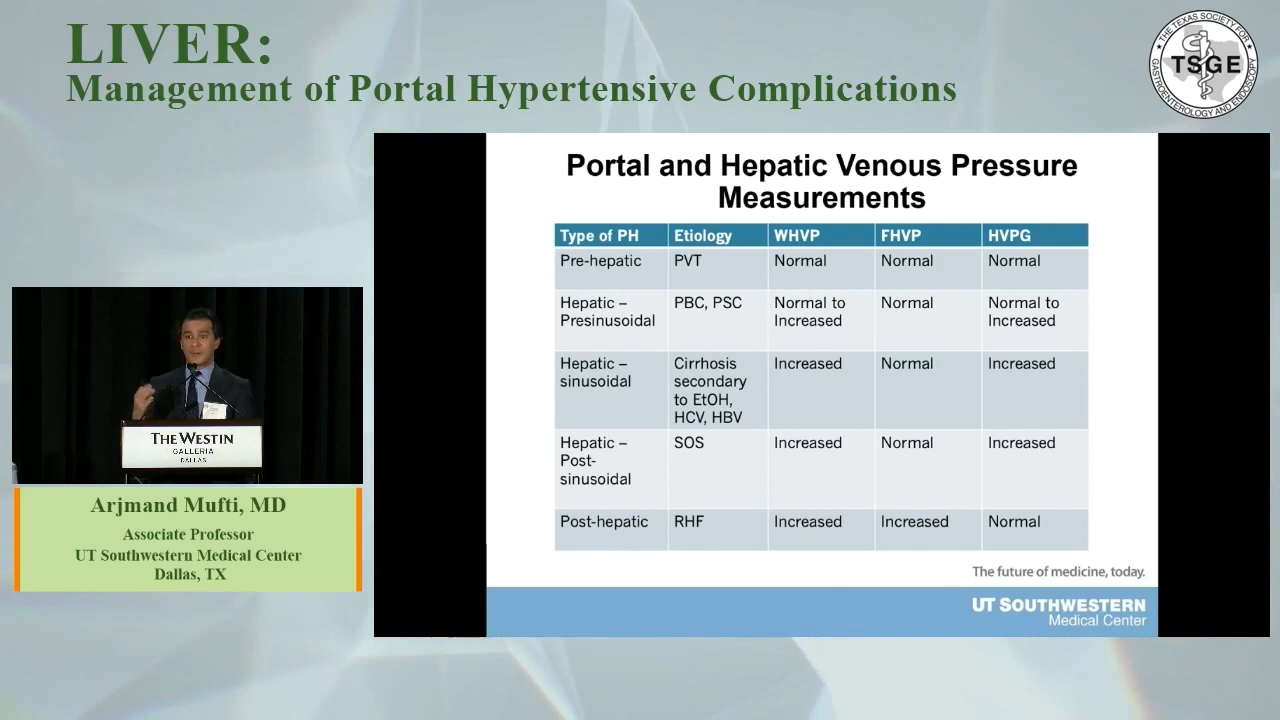 LIVER:
Management of Portal Hypertensive Complications
THE TEXAS SOCIETY FOR
TSGE
GASTROENTEROLOGY AND ENDOSCOPY
Portal and Hepatic Venous Pressure
Measurements
Type of PH Etiology WHVP FHVP HVPG
Pre-hepatic PVT Normal Normal Normal
Hepatic – PBC, PSC Normal to Normal Normal to
Presinusoidal Increased Increased
Hepatic – Cirrhosis Increased Normal Increased
sinusoidal secondary
to EtOH,
HCV, HBV
Hepatic – SOS Increased Normal Increased
Post-
sinusoidal
Post-hepatic RHF Increased Increased Normal
The future of medicine, today.
UT SOUTHWESTERN
Medical Center
THE WESTIN
GALLERIA
DALLAS
Arjmand Mufti, MD
Associate Professor
UT Southwestern Medical Center
Dallas, TX